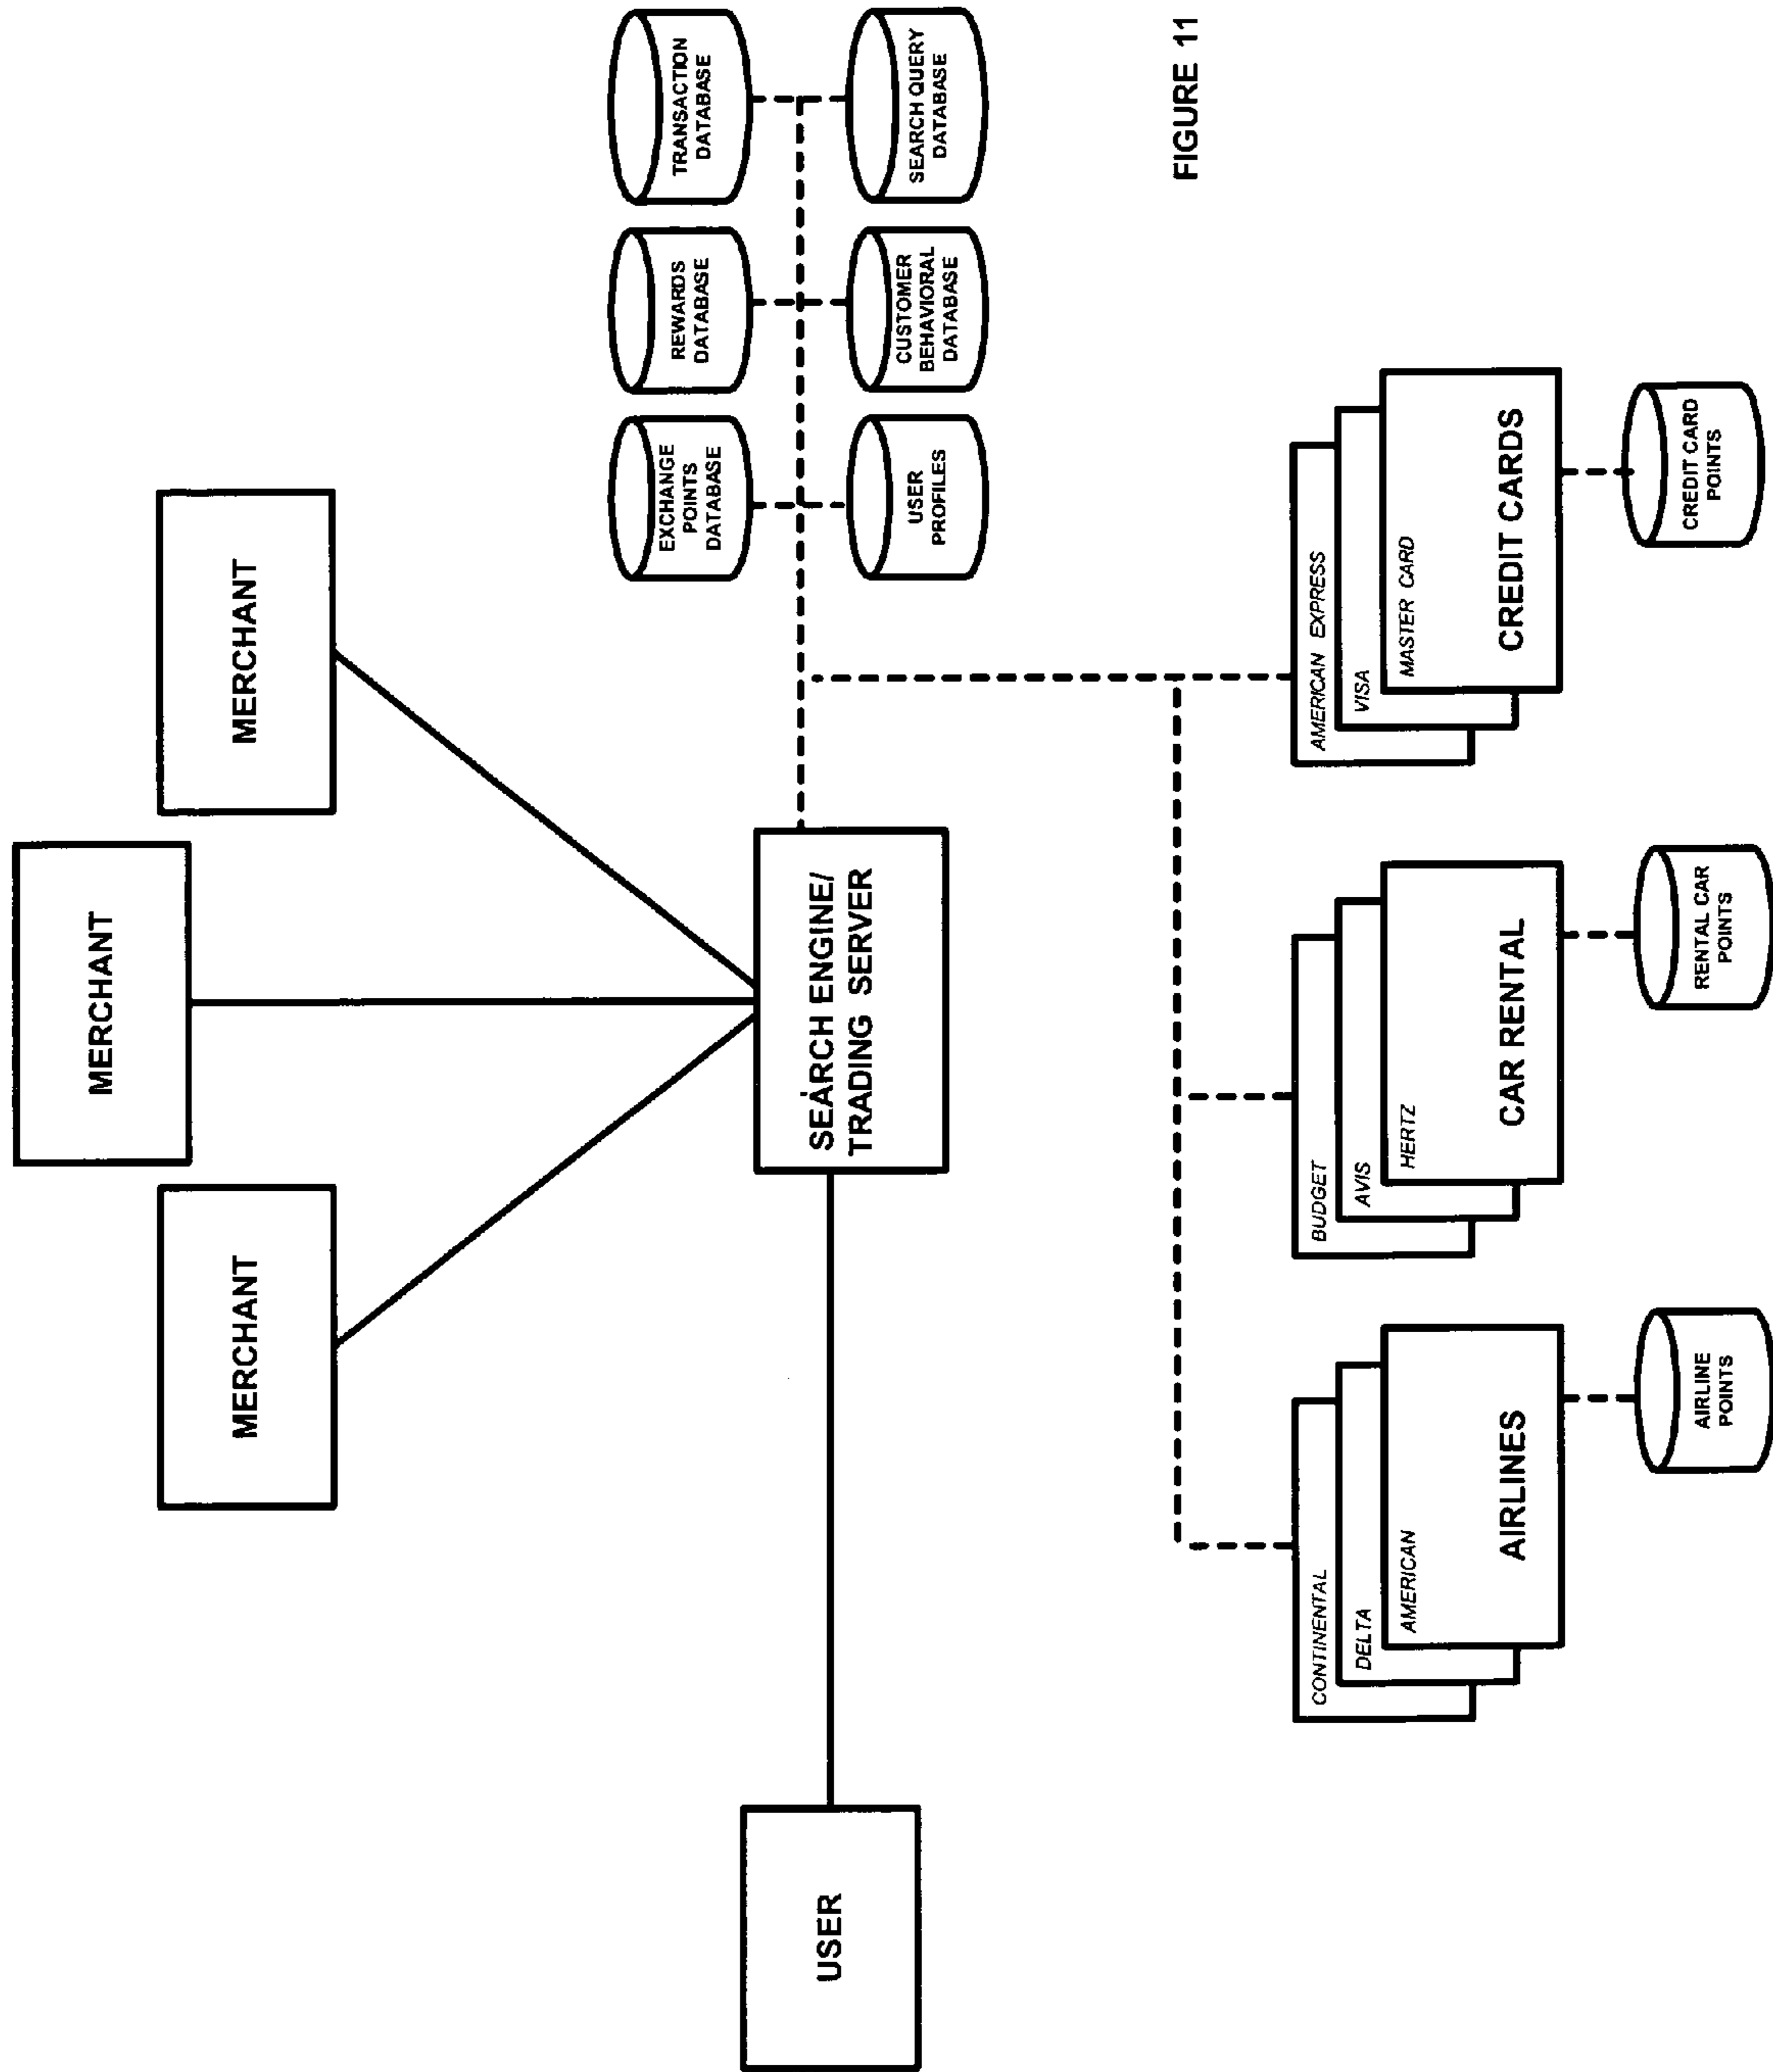 MERCHANT
MERCHANT
MERCHANT
USER
SEARCH ENGINE/
TRADING SERVER
EXCHANGE
POINTS
DATABASE
REWARDS
DATABASE
TRANSACTION
DATABASE
USER
PROFILES
CUSTOMER
BEHAVIORAL
DATABASE
SEARCH QUERY
DATABASE
FIGURE 11
CONTINENTAL
DELTA
AMERICAN
AIRLINES
AIRLINE
POINTS
BUDGET
AVIS
HERTZ
CAR RENTAL
RENTAL CAR
POINTS
AMERICAN EXPRESS
VISA
MASTER CARD
CREDIT CARDS
CREDIT CARD
POINTS